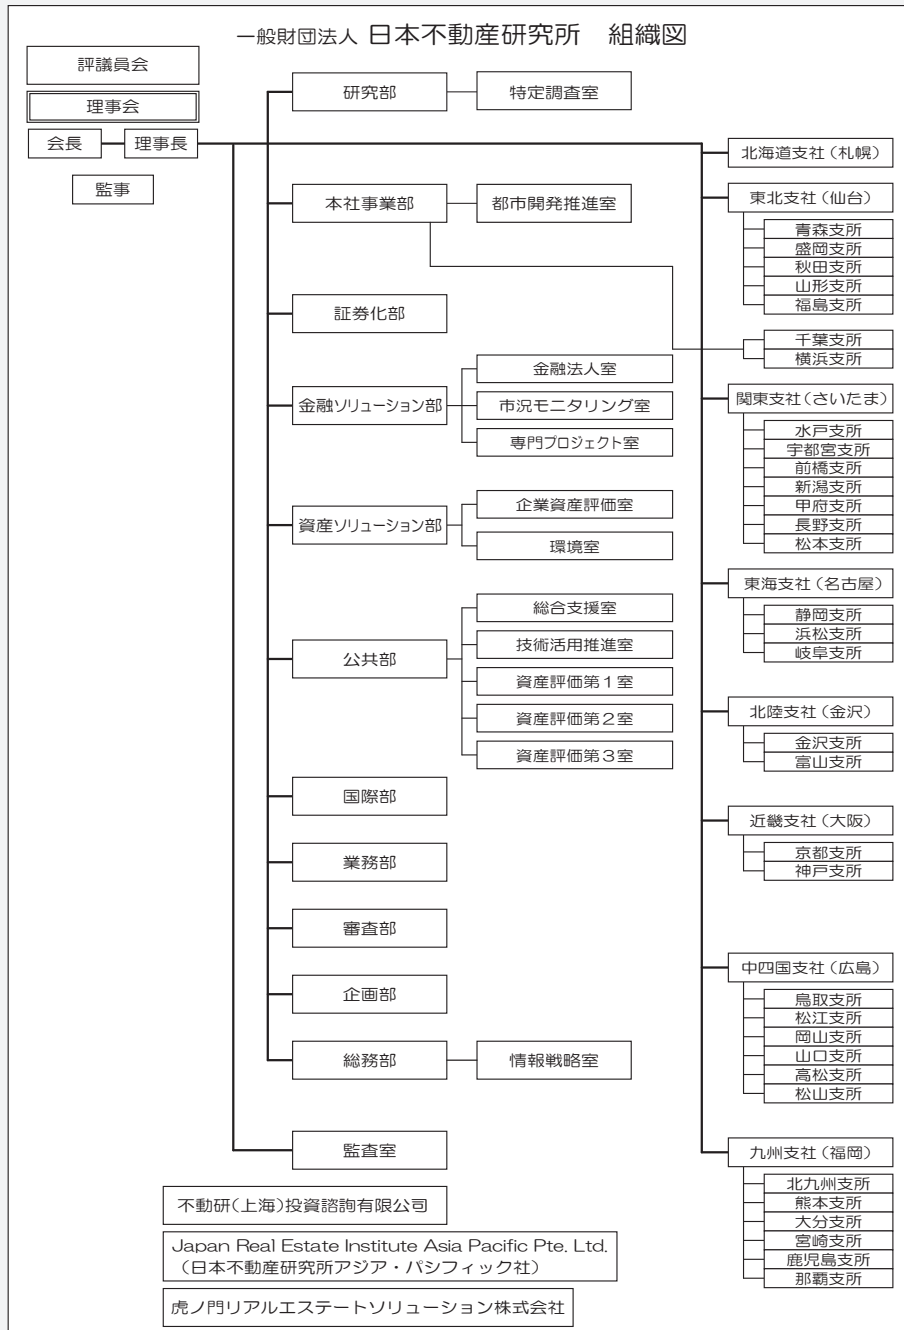 一般財団法人 日本不動産研究所　組織図
評議員会
理事会
会長
理事長
監事
研究部
特定調査室
本社事業部
都市開発推進室
証券化部
金融ソリューション部
金融法人室
市況モニタリング室
専門プロジェクト室
資産ソリューション部
企業資産評価室
環境室
公共部
総合支援室
技術活用推進室
資産評価第1室
資産評価第2室
資産評価第3室
国際部
業務部
審査部
企画部
総務部
情報戦略室
監査室
北海道支社（札幌）
東北支社（仙台）
青森支所
盛岡支所
秋田支所
山形支所
福島支所
千葉支所
横浜支所
関東支社（さいたま）
水戸支所
宇都宮支所
前橋支所
新潟支所
甲府支所
長野支所
松本支所
東海支社（名古屋）
静岡支所
浜松支所
岐阜支所
北陸支社（金沢）
金沢支所
富山支所
近畿支社（大阪）
京都支所
神戸支所
中四国支社（広島）
鳥取支所
松江支所
岡山支所
山口支所
高松支所
松山支所
九州支社（福岡）
北九州支所
熊本支所
大分支所
宮崎支所
鹿児島支所
那覇支所
不動研（上海）投資諮詢有限公司
Japan Real Estate Institute Asia Pacific Pte. Ltd.
（日本不動産研究所アジア・パシフィック社）
虎ノ門リアルエステートソリューション株式会社